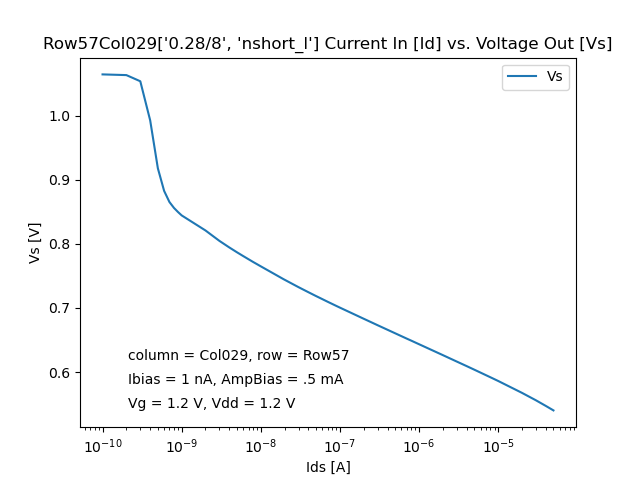 Row57Col029['0.28/8', 'nshort_l'] Current In [Id] vs. Voltage Out [Vs]
Vs
1.0
0.9
0.8
0.7
0.6
Vs [V]
column = Col029, row = Row57
Ibias = 1 nA, AmpBias = .5 mA
Vg = 1.2 V, Vdd = 1.2 V
10⁻¹⁰ 10⁻⁹ 10⁻⁸ 10⁻⁷ 10⁻⁶ 10⁻⁵
Ids [A]